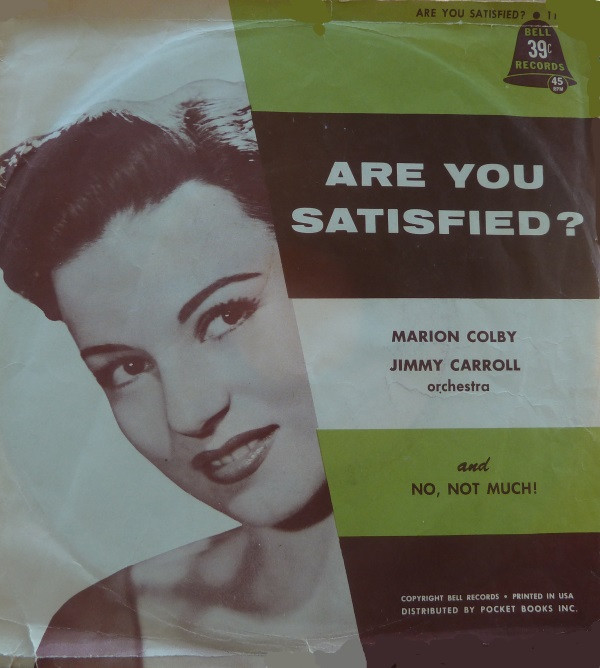 ARE YOU SATISFIED? •
BELL
39¢
RECORDS
45
RPM
ARE YOU
SATISFIED?
MARION COLBY
JIMMY CARROLL
orchestra
and
NO, NOT MUCH!
COPYRIGHT BELL RECORDS • PRINTED IN USA
DISTRIBUTED BY POCKET BOOKS INC.